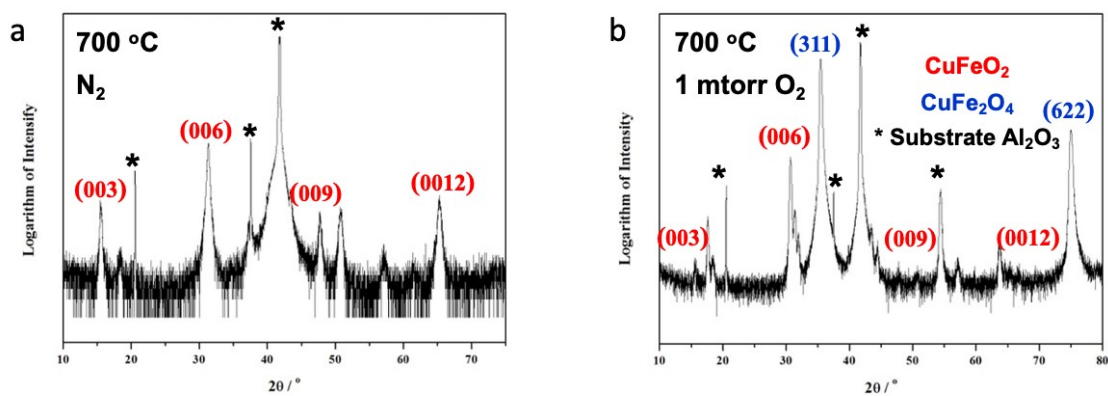 a
700 °C
N₂
*
(003)
*
(006)
*
(009)
(0012)
Logarithm of Intensity
10 20 30 40 50 60 70
2θ / °
b
700 °C
1 mtorr O₂
(311)
*
CuFeO₂
CuFe₂O₄
* Substrate Al₂O₃
(622)
(006)
*
*
*
(003)
(009)
(0012)
Logarithm of Intensity
10 20 30 40 50 60 70 80
2θ / °